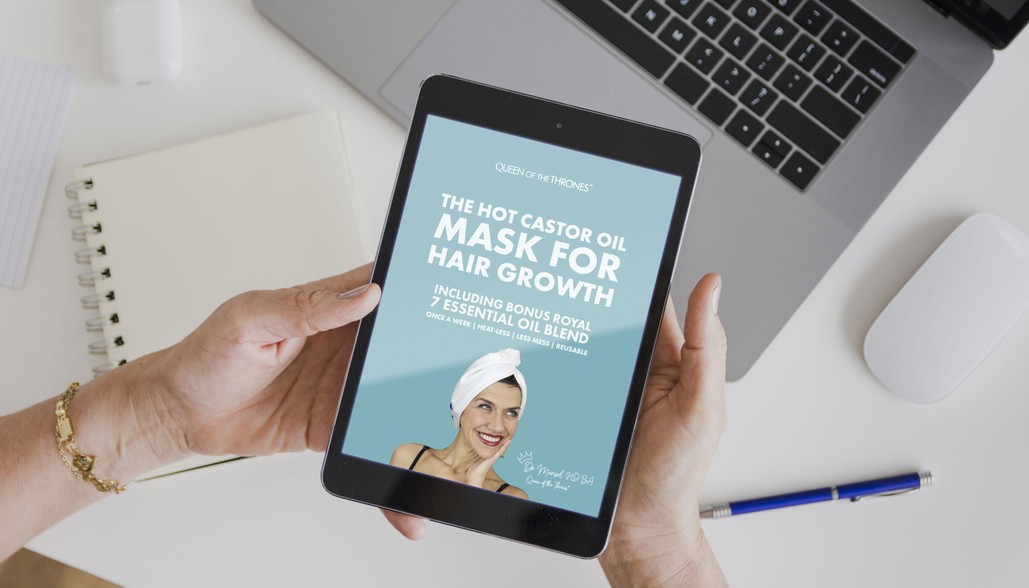 QUEEN OF THE THRONES™
THE HOT CASTOR OIL
MASK FOR
HAIR GROWTH
INCLUDING BONUS ROYAL
7 ESSENTIAL OIL BLEND
ONCE A WEEK | HEAT-LESS | LESS MESS | REUSABLE
Dr. Marisol ND BA
Queen of the Thrones™